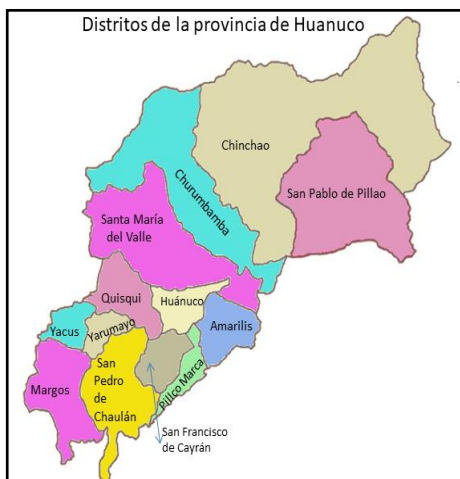 Distritos de la provincia de Huanuco
Chinchao
Churumbamba
San Pablo de Pillao
Santa María
del Valle
Quisqui
Huánuco
Yacus
Yarumayo
Amarilis
San
Pedro
de
Chaulán
Margos
Pillco Marca
San Francisco
de Cayrán